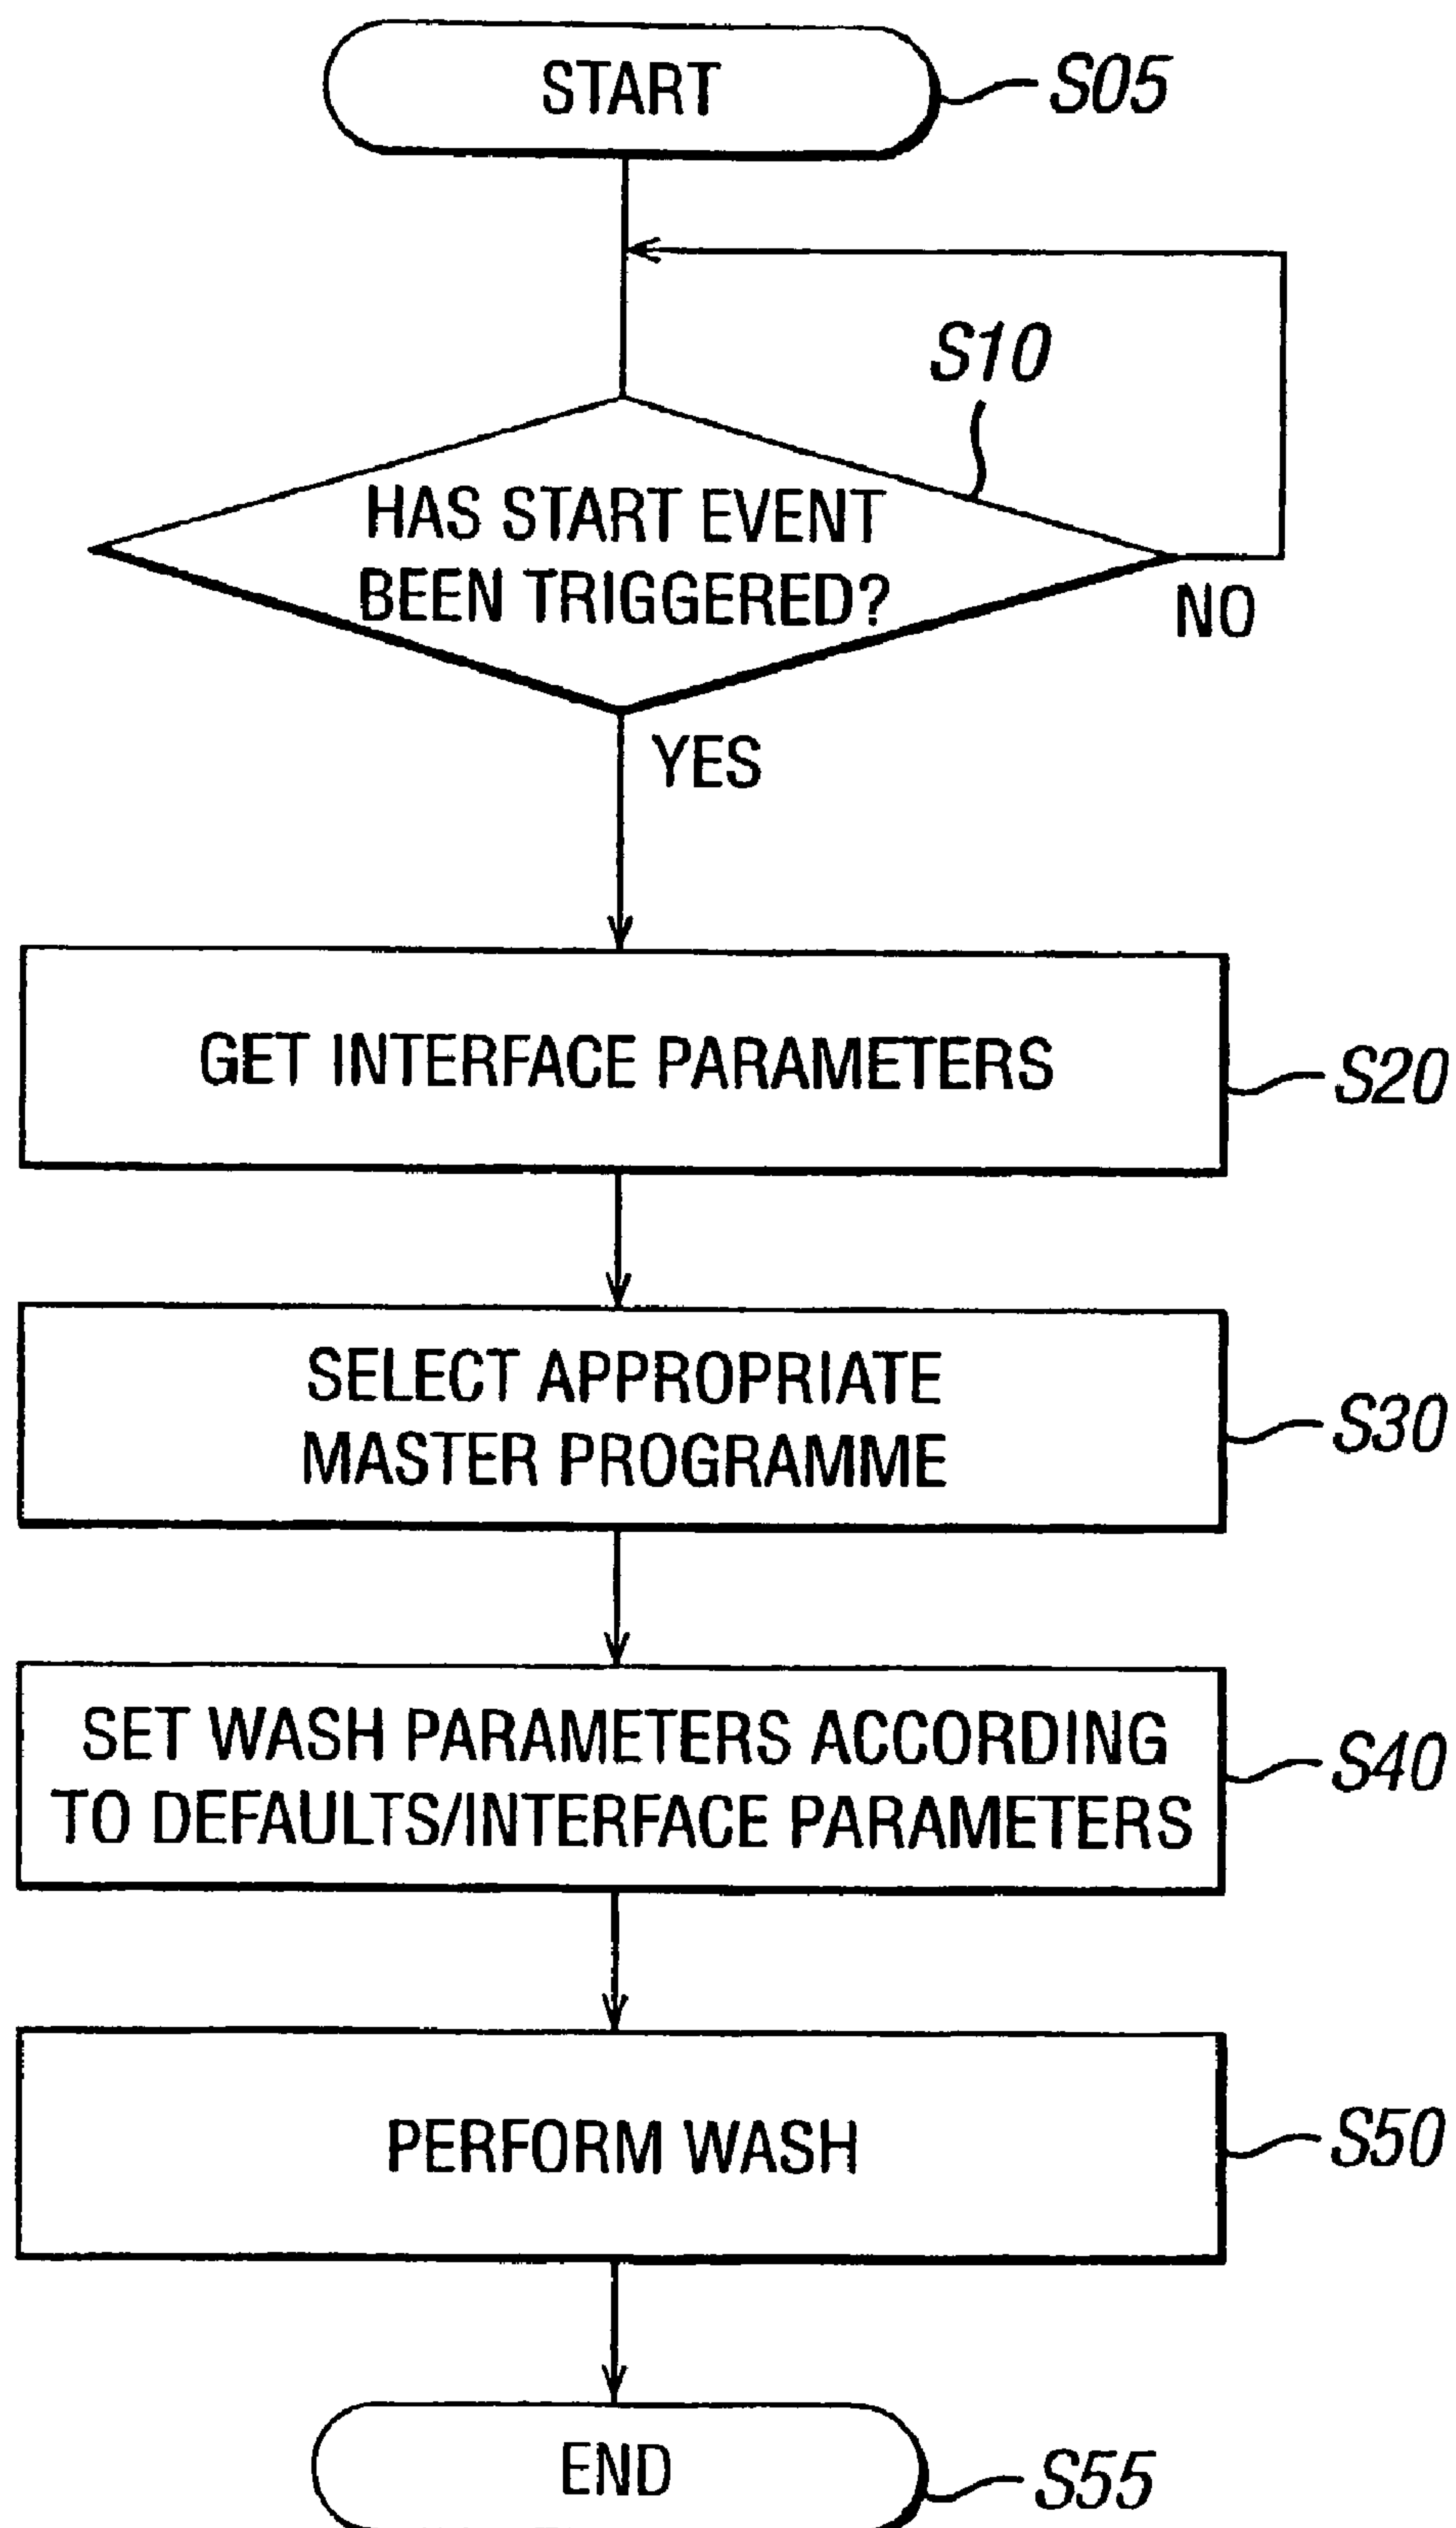 START
S05
S10
HAS START EVENT
BEEN TRIGGERED?
NO
YES
GET INTERFACE PARAMETERS
S20
SELECT APPROPRIATE
MASTER PROGRAMME
S30
SET WASH PARAMETERS ACCORDING
TO DEFAULTS/INTERFACE PARAMETERS
S40
PERFORM WASH
S50
END
S55